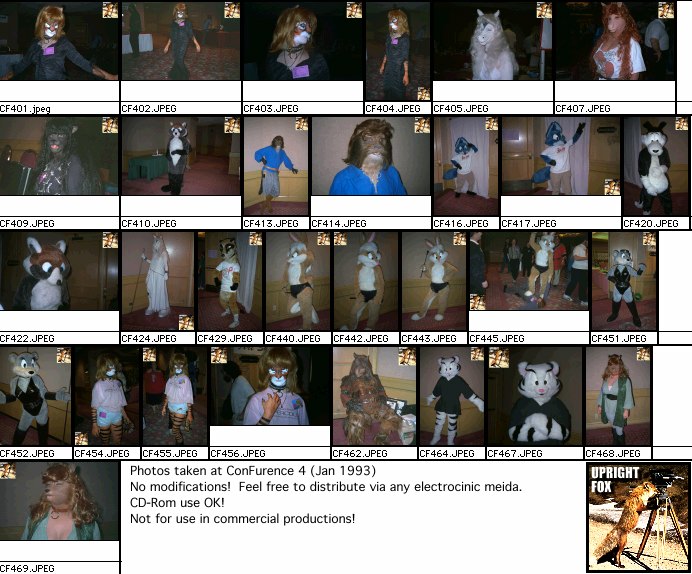 CF401.jpeg CF402.JPEG CF403.JPEG CF404.JPEG CF405.JPEG CF407.JPEG
CF409.JPEG CF410.JPEG CF413.JPEG CF414.JPEG CF416.JPEG CF417.JPEG CF420.JPEG
CF422.JPEG CF424.JPEG CF429.JPEG CF440.JPEG CF442.JPEG CF443.JPEG CF445.JPEG CF451.JPEG
CF452.JPEG CF454.JPEG CF455.JPEG CF456.JPEG CF462.JPEG CF464.JPEG CF467.JPEG CF468.JPEG
CF469.JPEG
Photos taken at ConFurence 4 (Jan 1993)
No modifications! Feel free to distribute via any electrocinic meida.
CD-Rom use OK!
Not for use in commercial productions!
UPRIGHT
FOX